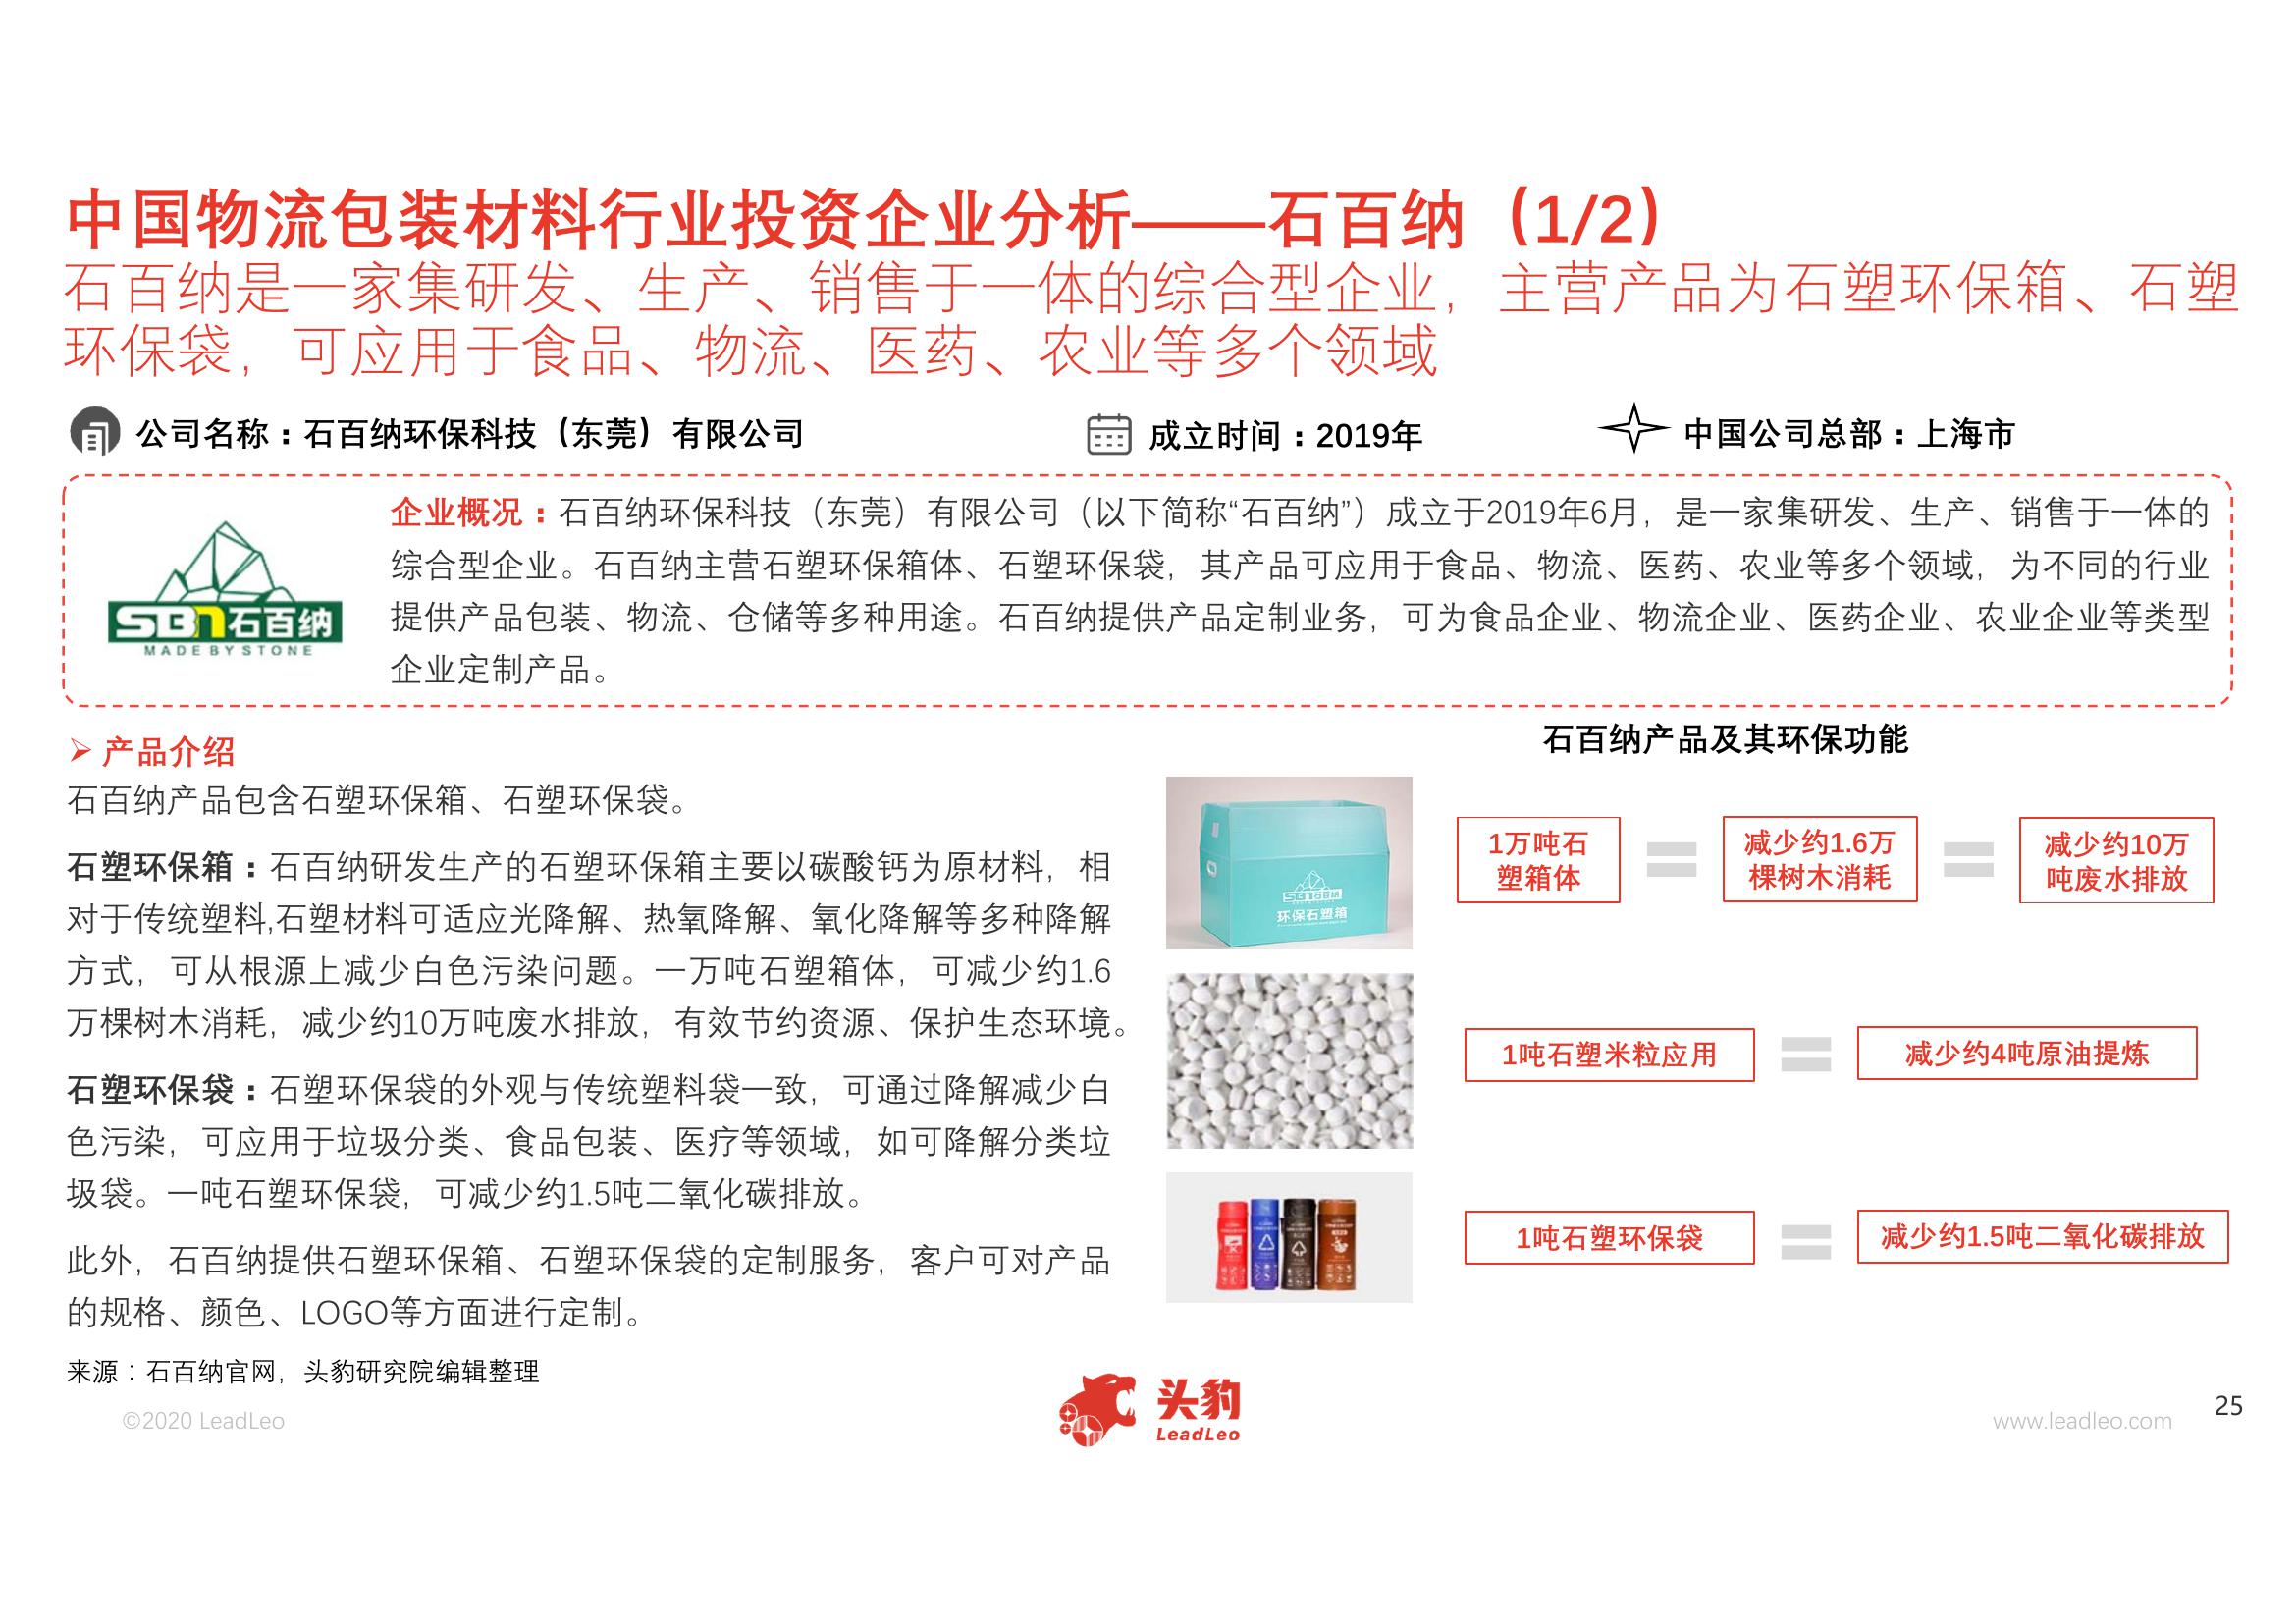 中国物流包装材料行业投资企业分析——石百纳（1/2）
石百纳是一家集研发、生产、销售于一体的综合型企业，主营产品为石塑环保箱、石塑
环保袋，可应用于食品、物流、医药、农业等多个领域
公司名称：石百纳环保科技（东莞）有限公司
成立时间：2019年
中国公司总部：上海市
SBn石百纳
MADE BY STONE
企业概况：石百纳环保科技（东莞）有限公司（以下简称“石百纳”）成立于2019年6月，是一家集研发、生产、销售于一体的
综合型企业。石百纳主营石塑环保箱体、石塑环保袋，其产品可应用于食品、物流、医药、农业等多个领域，为不同的行业
提供产品包装、物流、仓储等多种用途。石百纳提供产品定制业务，可为食品企业、物流企业、医药企业、农业企业等类型
企业定制产品。
➢ 产品介绍
石百纳产品包含石塑环保箱、石塑环保袋。
石塑环保箱：石百纳研发生产的石塑环保箱主要以碳酸钙为原材料，相
对于传统塑料,石塑材料可适应光降解、热氧降解、氧化降解等多种降解
方式，可从根源上减少白色污染问题。一万吨石塑箱体，可减少约1.6
万棵树木消耗，减少约10万吨废水排放，有效节约资源、保护生态环境。
石塑环保袋：石塑环保袋的外观与传统塑料袋一致，可通过降解减少白
色污染，可应用于垃圾分类、食品包装、医疗等领域，如可降解分类垃
圾袋。一吨石塑环保袋，可减少约1.5吨二氧化碳排放。
此外，石百纳提供石塑环保箱、石塑环保袋的定制服务，客户可对产品
的规格、颜色、LOGO等方面进行定制。
石百纳产品及其环保功能
SBn石百纳
环保石塑箱
1万吨石
塑箱体
减少约1.6万
棵树木消耗
减少约10万
吨废水排放
1吨石塑米粒应用
减少约4吨原油提炼
1吨石塑环保袋
减少约1.5吨二氧化碳排放
来源：石百纳官网，头豹研究院编辑整理
©2020 LeadLeo
头豹
LeadLeo
www.leadleo.com
25